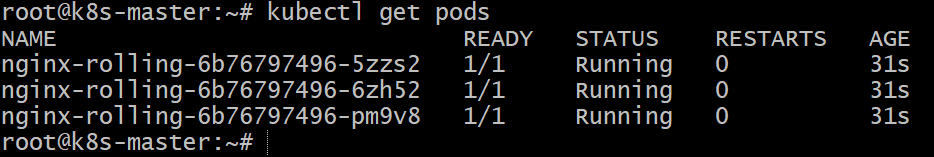 root@k8s-master:~# kubectl get pods
NAME READY STATUS RESTARTS AGE
nginx-rolling-6b76797496-5zzs2 1/1 Running 0 31s
nginx-rolling-6b76797496-6zh52 1/1 Running 0 31s
nginx-rolling-6b76797496-pm9v8 1/1 Running 0 31s
root@k8s-master:~#